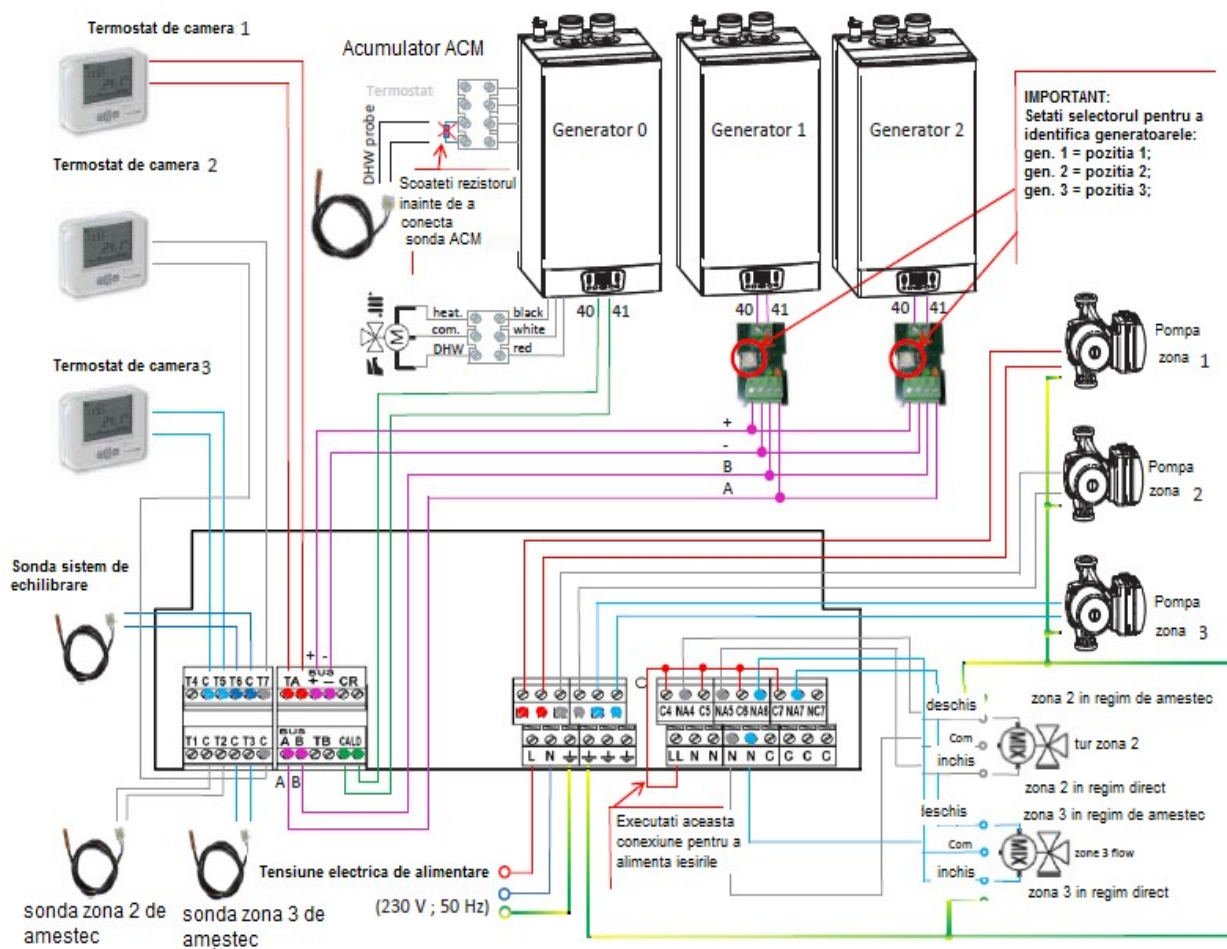 Termostat de camera 1
Acumulator ACM
Termostat
DHW probe
Generator 0
Generator 1
Generator 2
IMPORTANT:
Setati selectorul pentru a
identifica generatoarele:
gen. 1 = pozitia 1;
gen. 2 = pozitia 2;
gen. 3 = pozitia 3;
Termostat de camera 2
Scoateti rezistorul
inainte de a
conecta
sonda ACM
heat.
com.
DHW
black
white
red
M
40 41
40 41
40 41
Pompa
zona 1
Termostat de camera 3
+
-
B
A
Pompa
zona 2
Sonda sistem de
echilibrare
Pompa
zona 3
+ -
T4 C T5 T6 C T7
TA BUS + - CR
C4 NA4 C5 NA5 C6 NA6 C7 NA7 NC7
T1 C T2 C T3 C
BUS A B TB CALD
A B
L N
LL N N N N C C C C
deschis
zona 2 in regim de amestec
Com
MIX
tur zona 2
inchis
zona 2 in regim direct
deschis
zona 3 in regim de amestec
Com
MIX
zone 3 flow
inchis
zona 3 in regim direct
Executati aceasta
conexiune pentru a
alimenta iesirile
Tensiune electrica de alimentare
(230 V ; 50 Hz)
sonda zona 2 de
amestec
sonda zona 3 de
amestec